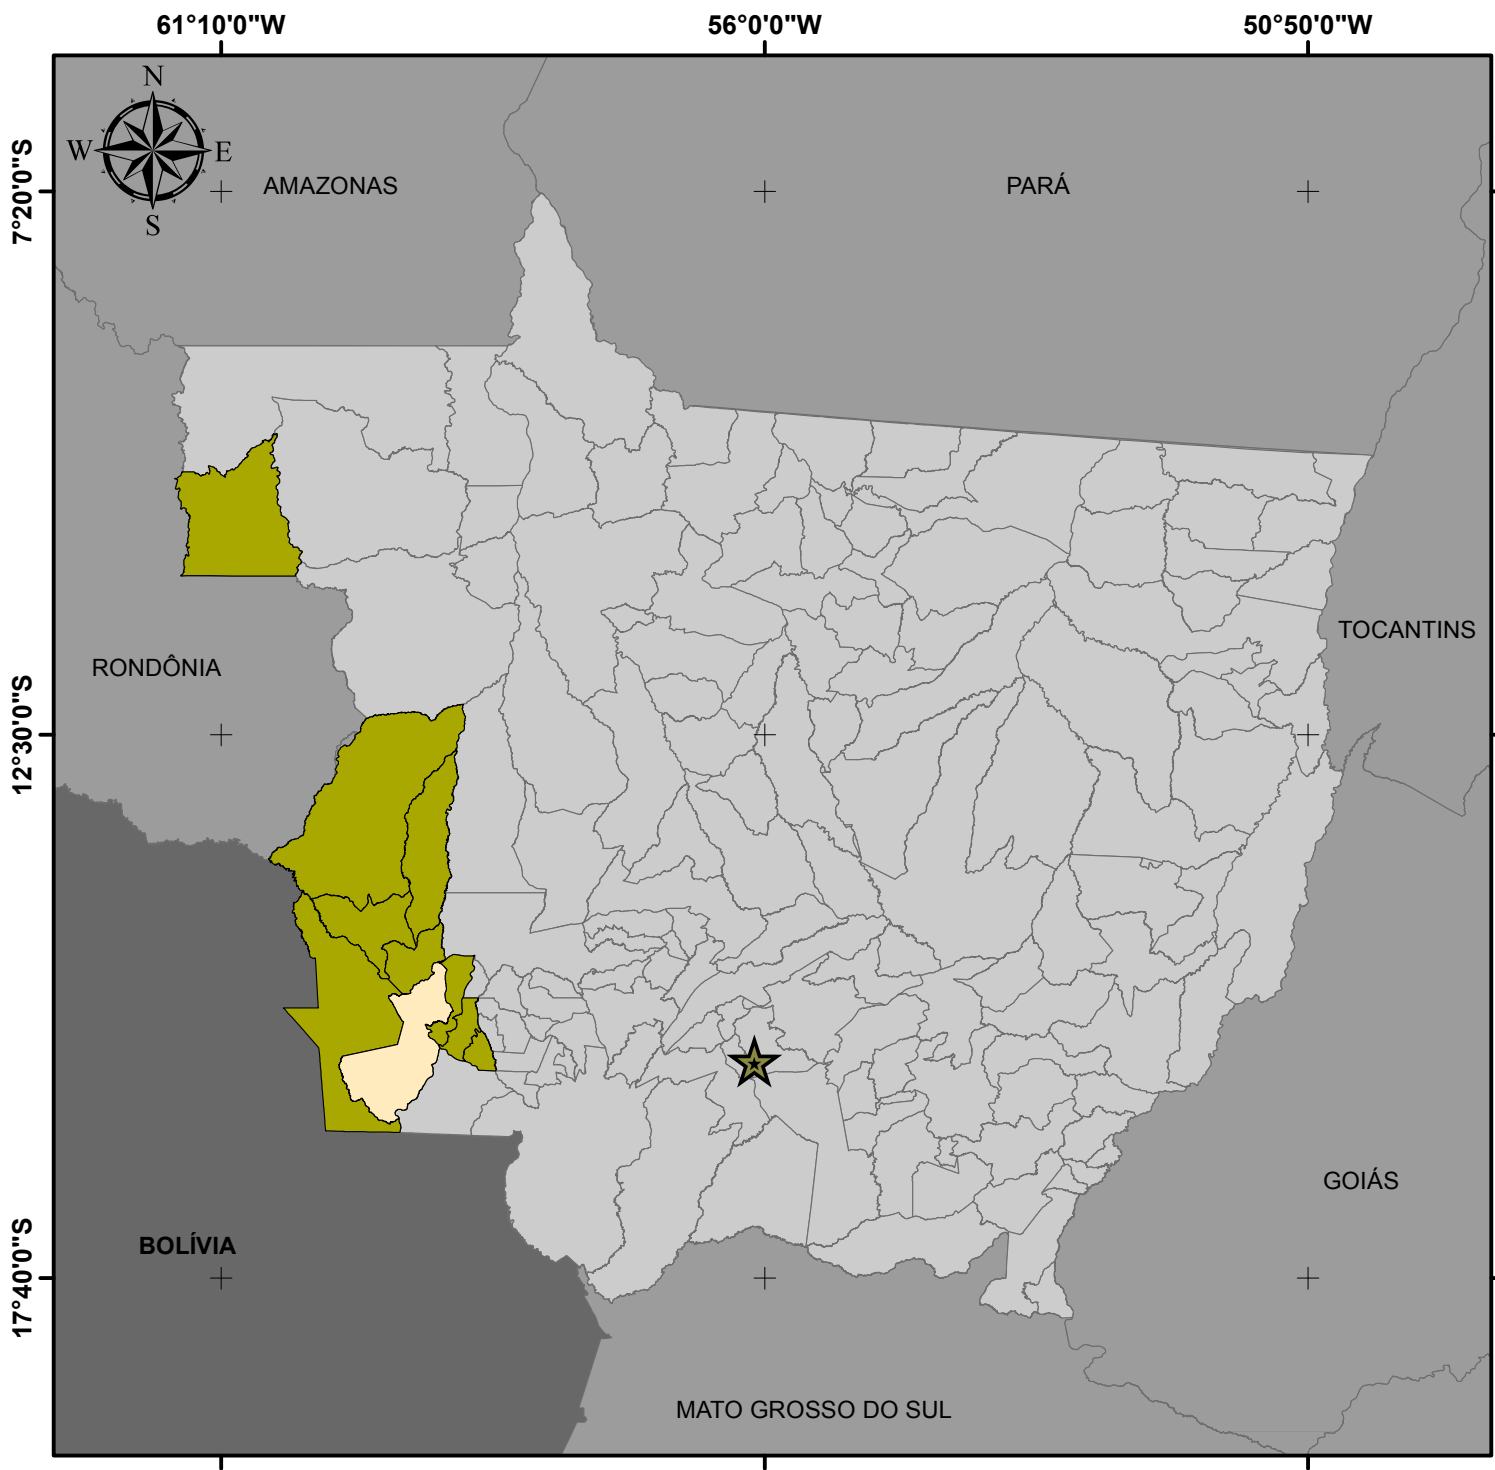 61°10'0"W 56°0'0"W 50°50'0"W
N
W E
S
7°20'0"S
AMAZONAS PARÁ
12°30'0"S
RONDÔNIA TOCANTINS
17°40'0"S
BOLÍVIA GOIÁS
MATO GROSSO DO SUL